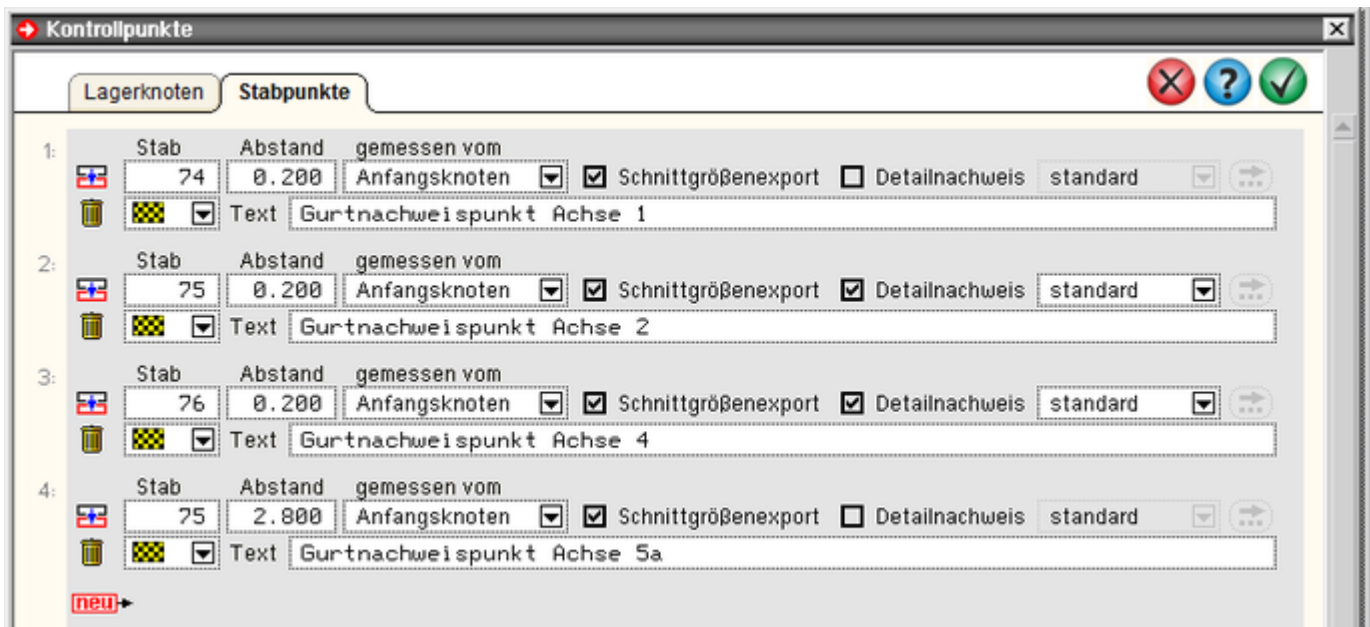 Kontrollpunkte
Lagerknoten Stabpunkte
1: Stab Abstand gemessen vom
74 0.200 Anfangsknoten Schnittgrößenexport Detailnachweis standard
Text Gurtnachweispunkt Achse 1
2: Stab Abstand gemessen vom
75 0.200 Anfangsknoten Schnittgrößenexport Detailnachweis standard
Text Gurtnachweispunkt Achse 2
3: Stab Abstand gemessen vom
76 0.200 Anfangsknoten Schnittgrößenexport Detailnachweis standard
Text Gurtnachweispunkt Achse 4
4: Stab Abstand gemessen vom
75 2.800 Anfangsknoten Schnittgrößenexport Detailnachweis standard
Text Gurtnachweispunkt Achse 5a
neu